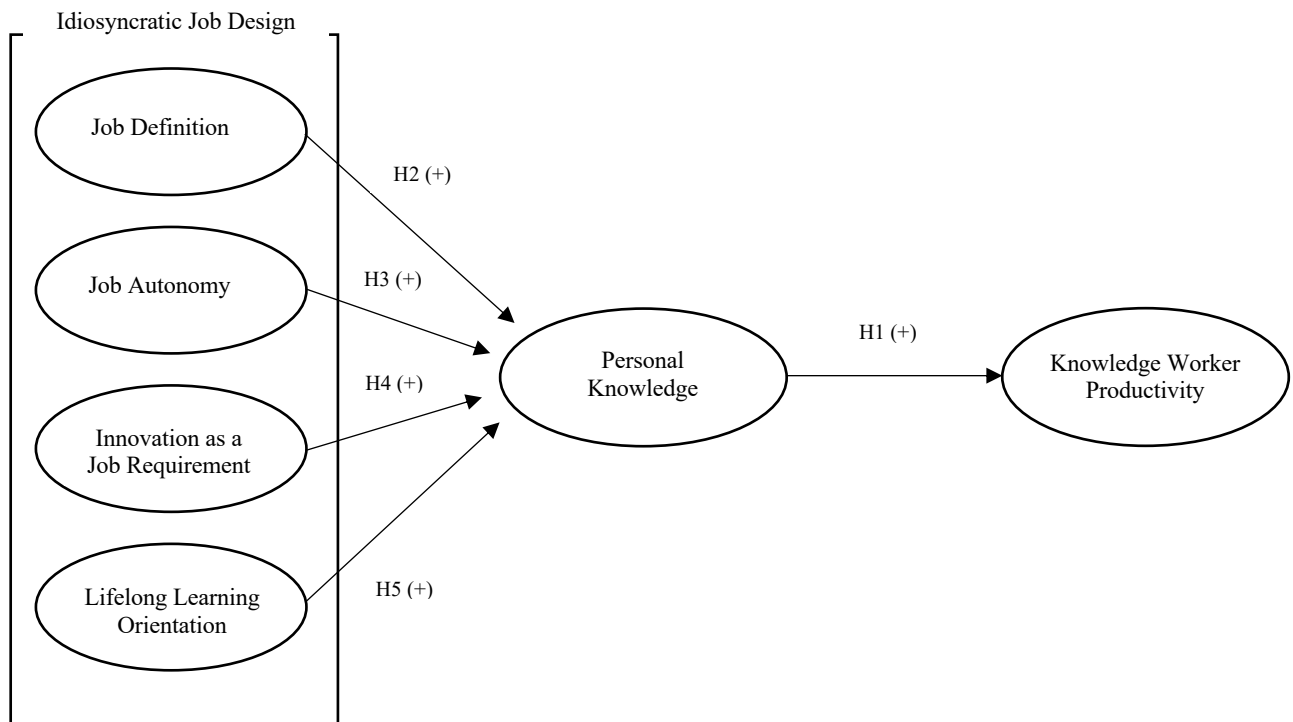 Idiosyncratic Job Design
Job Definition
H2 (+)
Job Autonomy
H3 (+)
H4 (+)
Innovation as a
Job Requirement
Lifelong Learning
Orientation
H5 (+)
Personal
Knowledge
H1 (+)
Knowledge Worker
Productivity